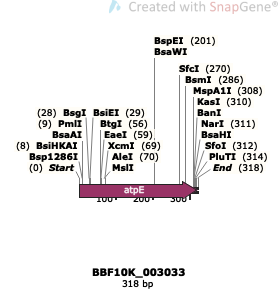 Created with SnapGene®
BspEI (201)
BsaWI
SfcI (270)
BsmI (286)
MspA1I (308)
(28) BsgI BsiEI (29) KasI (310)
(9) PmlI BtgI (56) BanI
BsaAI EaeI (59) NarI (311)
(8) BsiHKAI XcmI (69) BsaHI
Bsp1286I AleI (70) SfoI (312)
(0) Start MslI PluTI (314)
End (318)
atpE
100 200 300
BBF10K_003033
318 bp